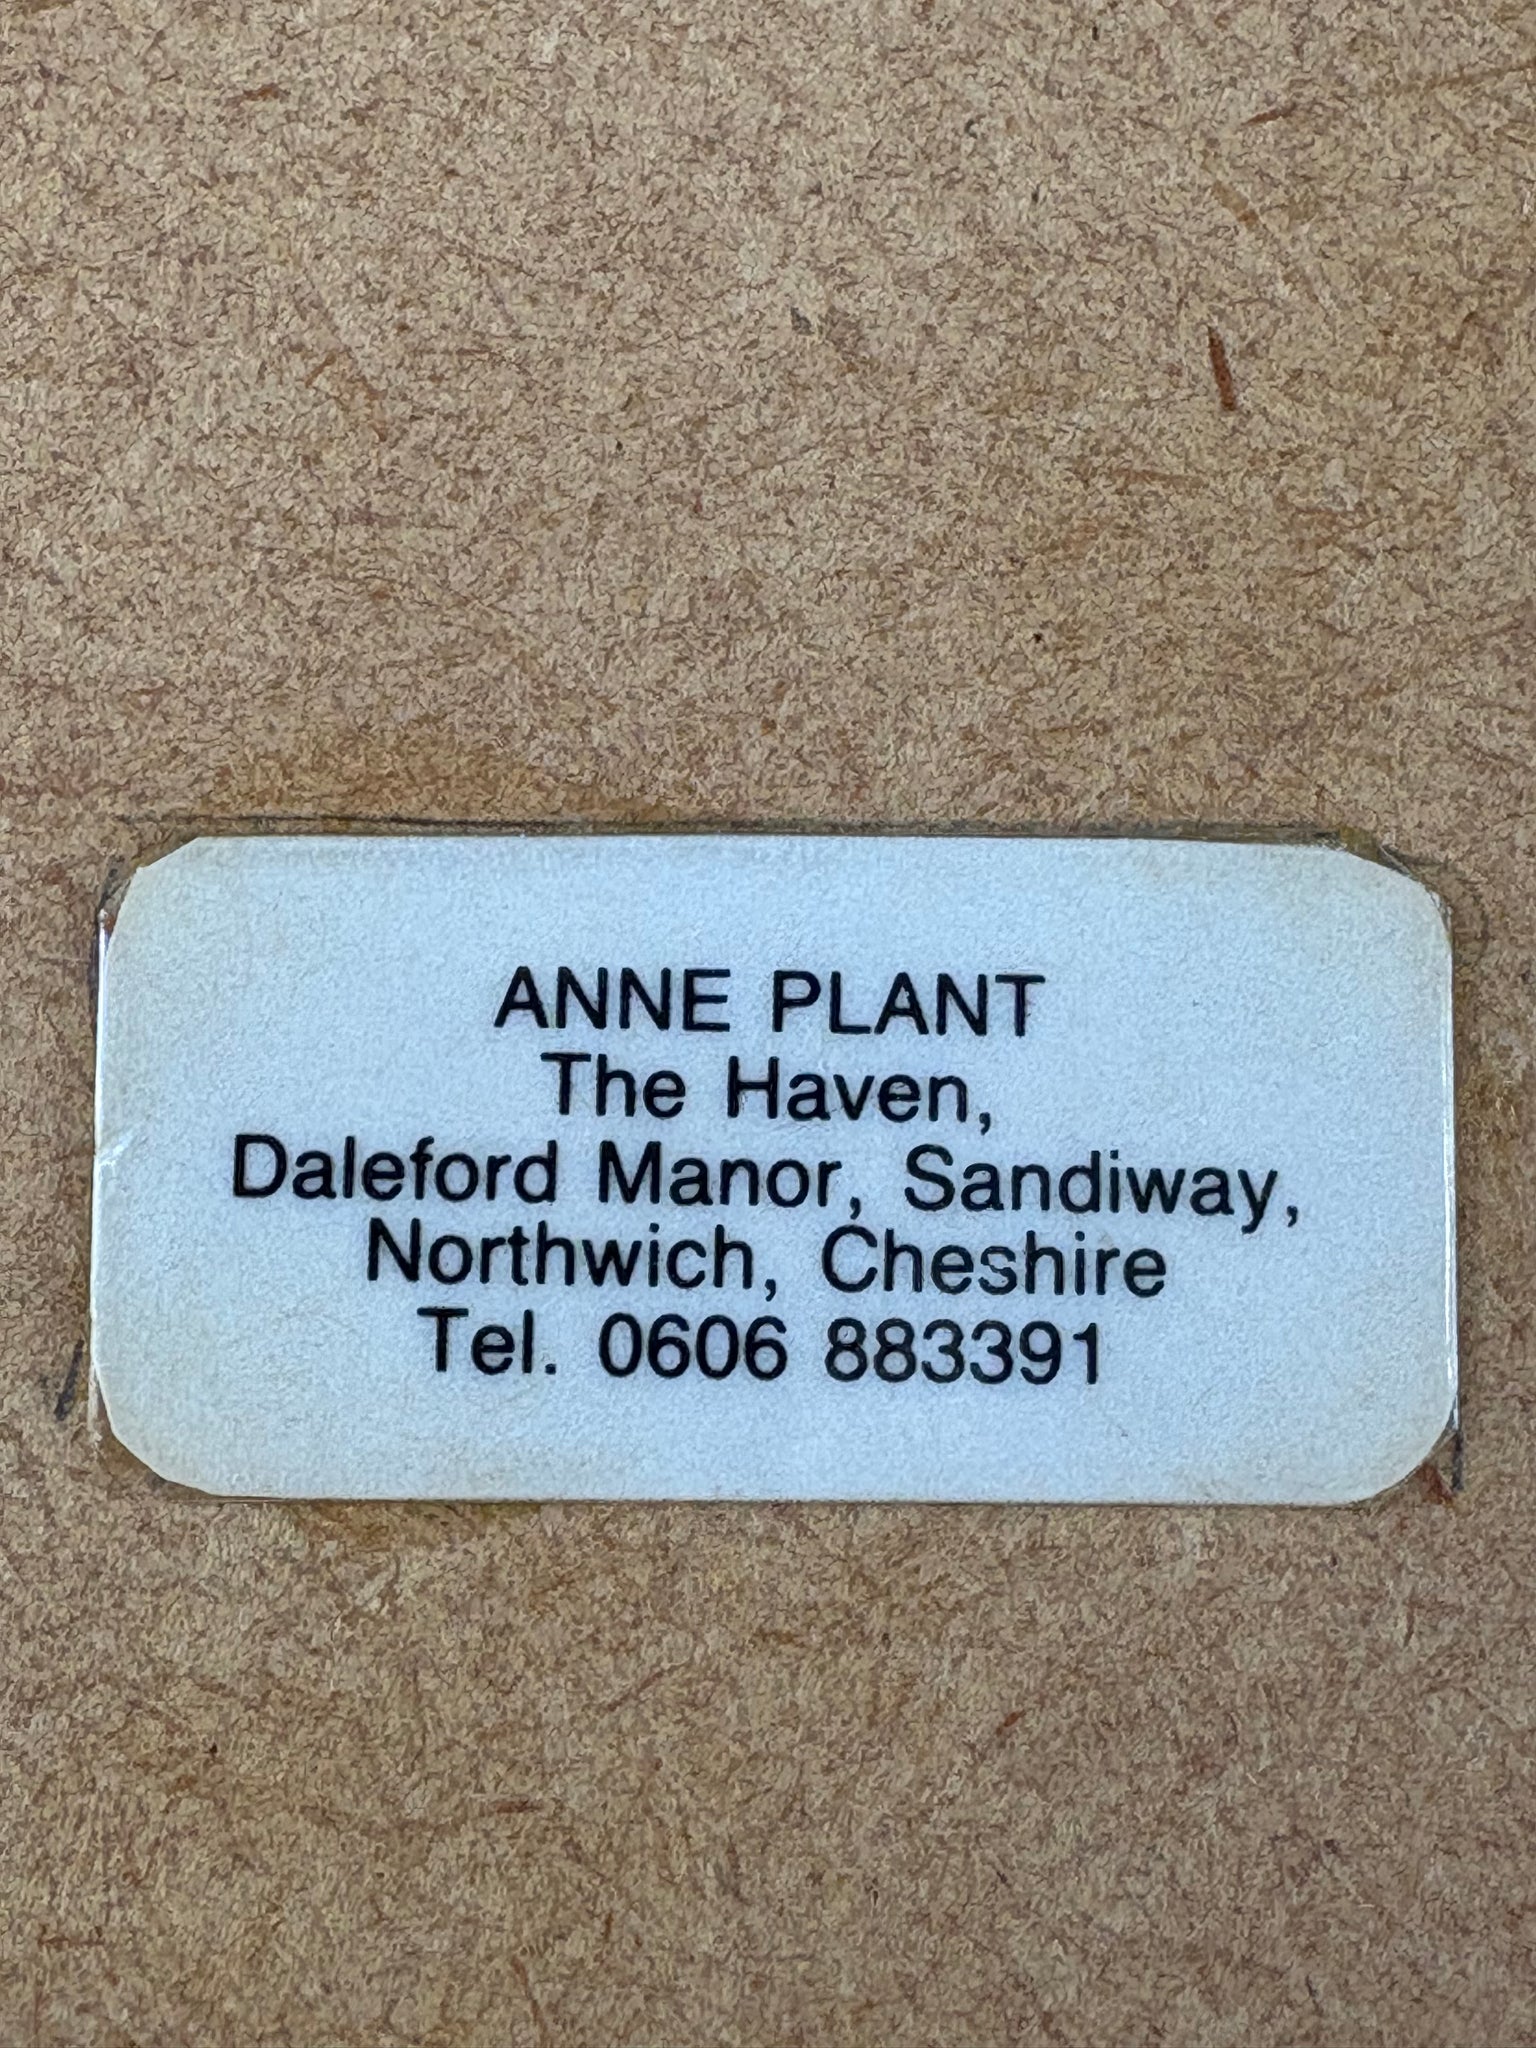 ANNE PLANT
The Haven,
Daleford Manor, Sandiway,
Northwich, Cheshire
Tel. 0606 883391